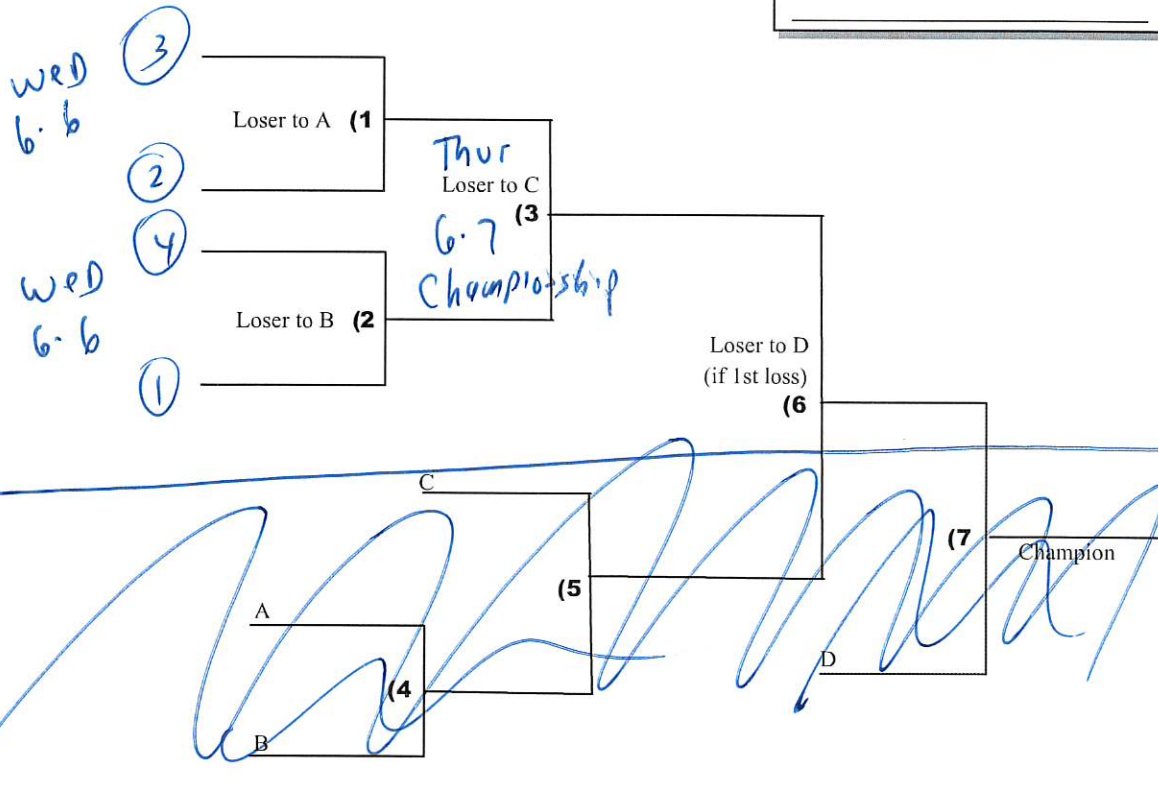 3
WeD
6.6
Loser to A (1
2
Thur
Loser to C
(3
6.7
Championship
4
WeD
6.6
Loser to B (2
1
Loser to D
(if 1st loss)
(6
C
(5
(7
Champion
A
D
(4
B